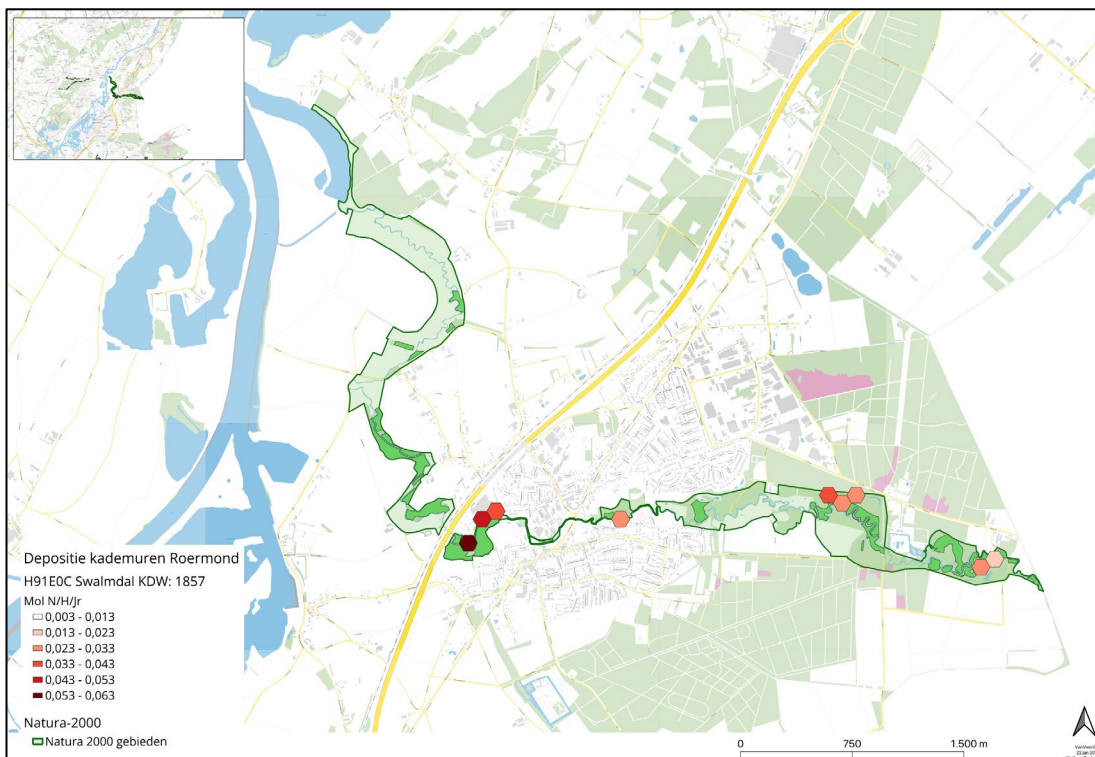 Depositie kademuren Roermond
H91E0C Swalmdal KDW: 1857
Mol N/H/Jr
0,003 - 0,013
0,013 - 0,023
0,023 - 0,033
0,033 - 0,043
0,043 - 0,053
0,053 - 0,063
Natura-2000
Natura 2000 gebieden
0 750 1.500 m